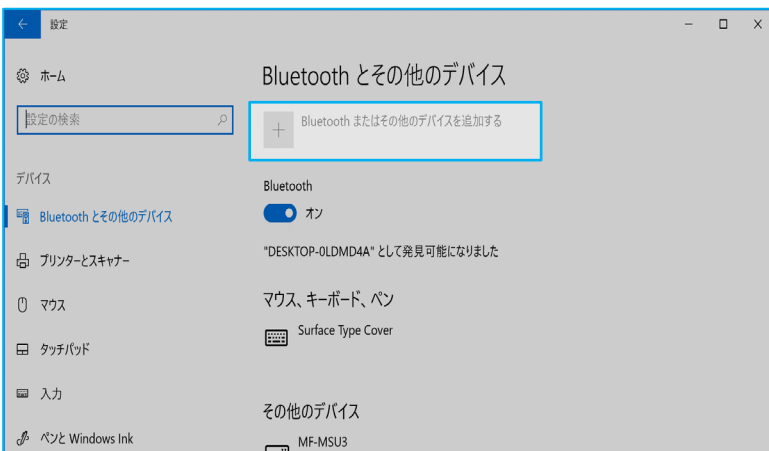 設定
ホーム
設定の検索
デバイス
Bluetooth とその他のデバイス
プリンターとスキャナー
マウス
タッチパッド
入力
ペンと Windows Ink
Bluetooth とその他のデバイス
Bluetooth またはその他のデバイスを追加する
Bluetooth
オン
"DESKTOP-0LDMD4A" として発見可能になりました
マウス、キーボード、ペン
Surface Type Cover
その他のデバイス
MF-MSU3